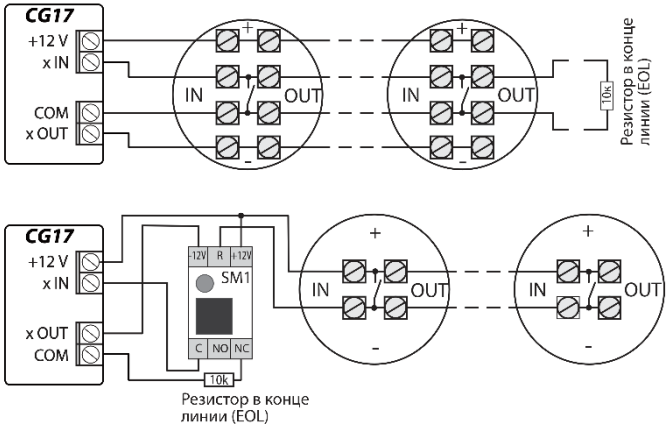 CG17
+12 V
x IN
COM
x OUT
+
IN
OUT
-
+
IN
OUT
-
10к
Резистор в конце
линии (EOL)
CG17
+12 V
x IN
x OUT
COM
-12V
R
+12V
SM1
C
NO
NC
10k
Резистор в конце
линии (EOL)
+
IN
OUT
-
+
IN
OUT
-